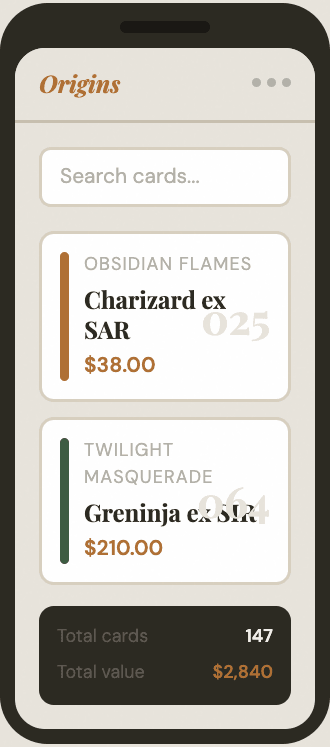 Origins
Search cards...
OBSIDIAN FLAMES
Charizard ex
SAR
025
$38.00
TWILIGHT
MASQUERADE
Greninja ex SIR
064
$210.00
Total cards 147
Total value $2,840